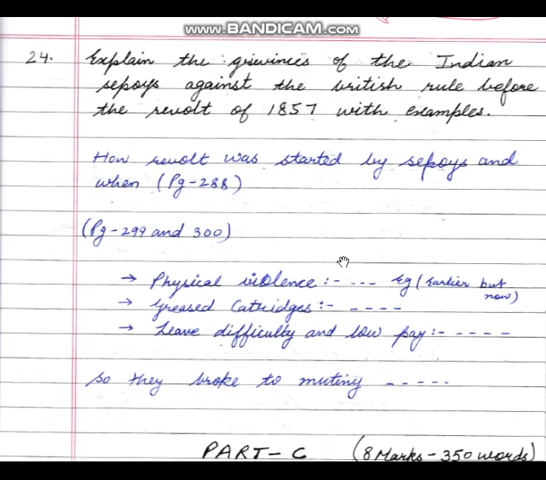 www.BANDICAM.com
24. Explain the grievinces of the Indian
sepoys against the british rule before
the revolt of 1857 with examples.
How revolt was started by sepoys and
when (Pg-288)
(Pg-299 and 300)
→ Physical violence :- ... Eg (Earlier but now)
→ Greased Catridges :- ----
→ Leave difficulty and low pay :- ----
So they broke to mutiny -----
PART-C (8 Marks - 350 words)